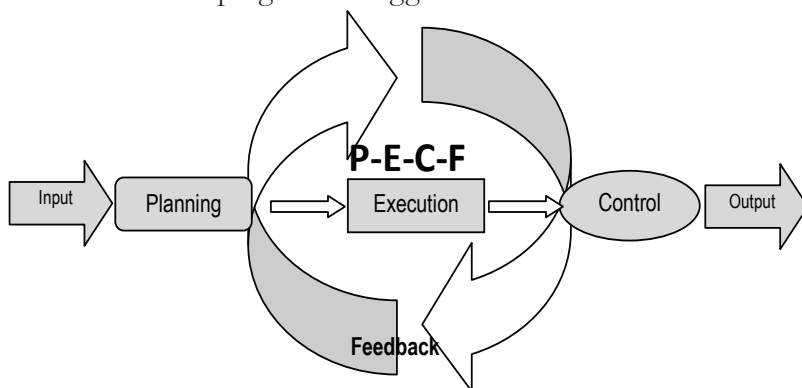 P-E-C-F
Input
Planning
Execution
Control
Output
Feedback